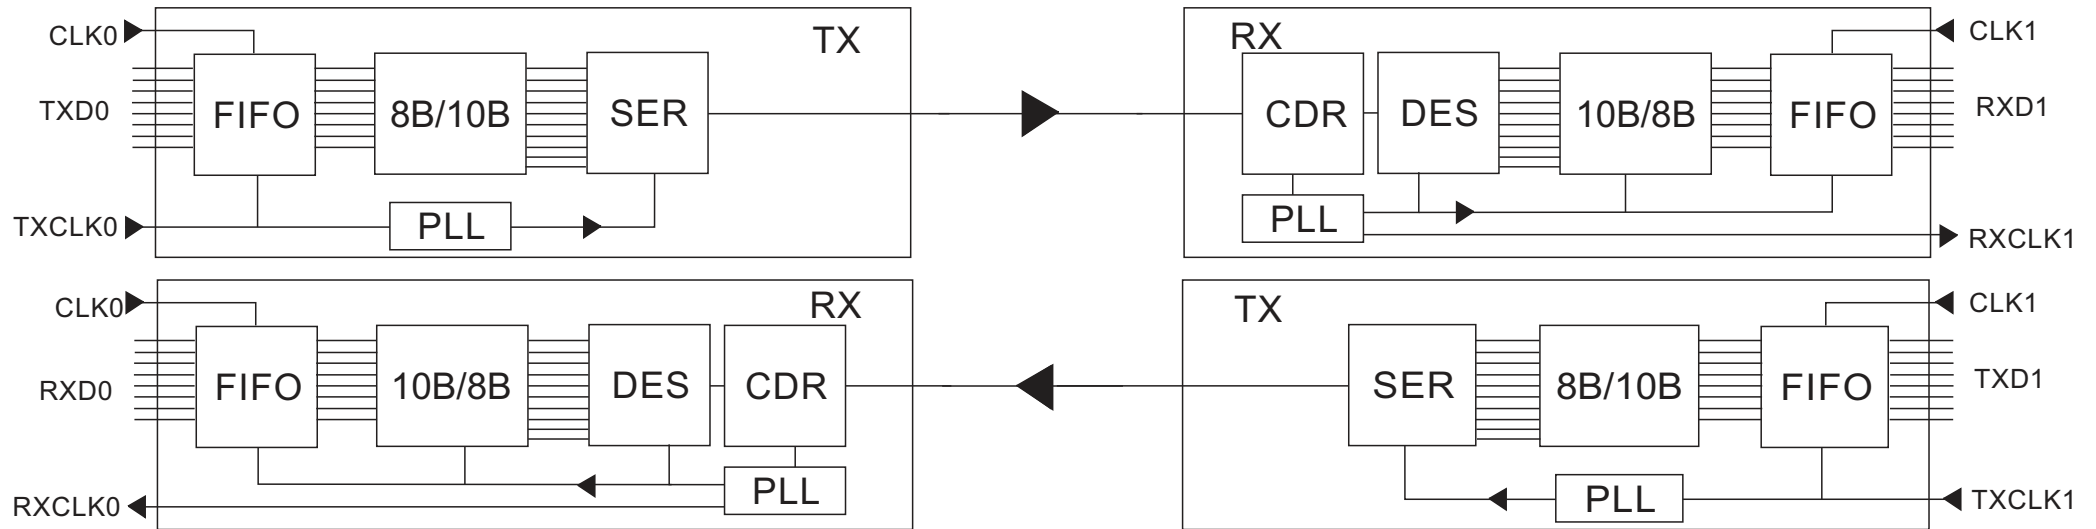 CLK0
TX
TXD0
FIFO
8B/10B
SER
TXCLK0
PLL
RX
CLK1
CDR
DES
10B/8B
FIFO
RXD1
PLL
RXCLK1
CLK0
RX
RXD0
FIFO
10B/8B
DES
CDR
RXCLK0
PLL
TX
CLK1
SER
8B/10B
FIFO
TXD1
PLL
TXCLK1